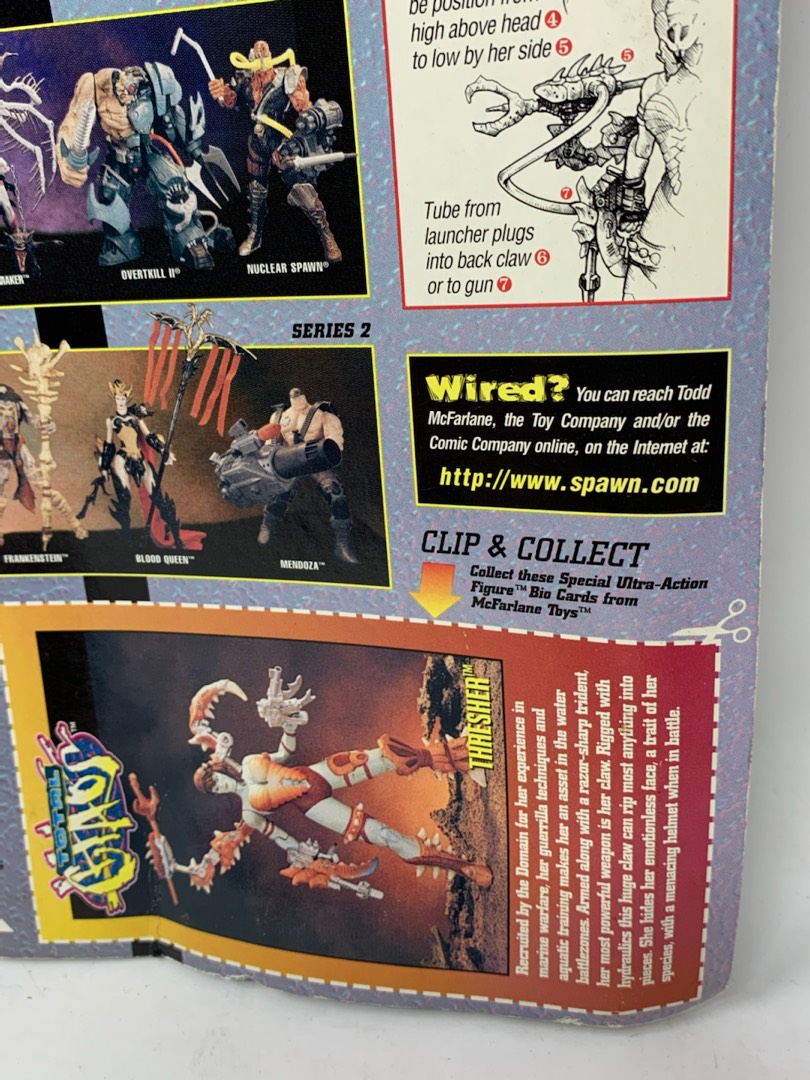 be position from
high above head 4
to low by her side 5
5
7
Tube from
launcher plugs
into back claw 6
or to gun 7
OVERTKILL II®
NUCLEAR SPAWN®
SERIES 2
FRANKENSTEIN™
BLOOD QUEEN™
MENDOZA™
Wired? You can reach Todd
McFarlane, the Toy Company and/or the
Comic Company online, on the Internet at:
http://www.spawn.com
CLIP & COLLECT
Collect these Special Ultra-Action
Figure™ Bio Cards from
McFarlane Toys™
TOTAL
CHAOS™
THRESHER™
Recruited by the Domain for her experience in
marine warfare, her guerrilla techniques and
aquatic training makes her an asset in the water
battlezones. Armed along with a razor-sharp trident,
her most powerful weapon is her claw. Rigged with
hydraulics this huge claw can rip most anything into
pieces. She hides her emotionless face, a trait of her
species, with a menacing helmet when in battle.